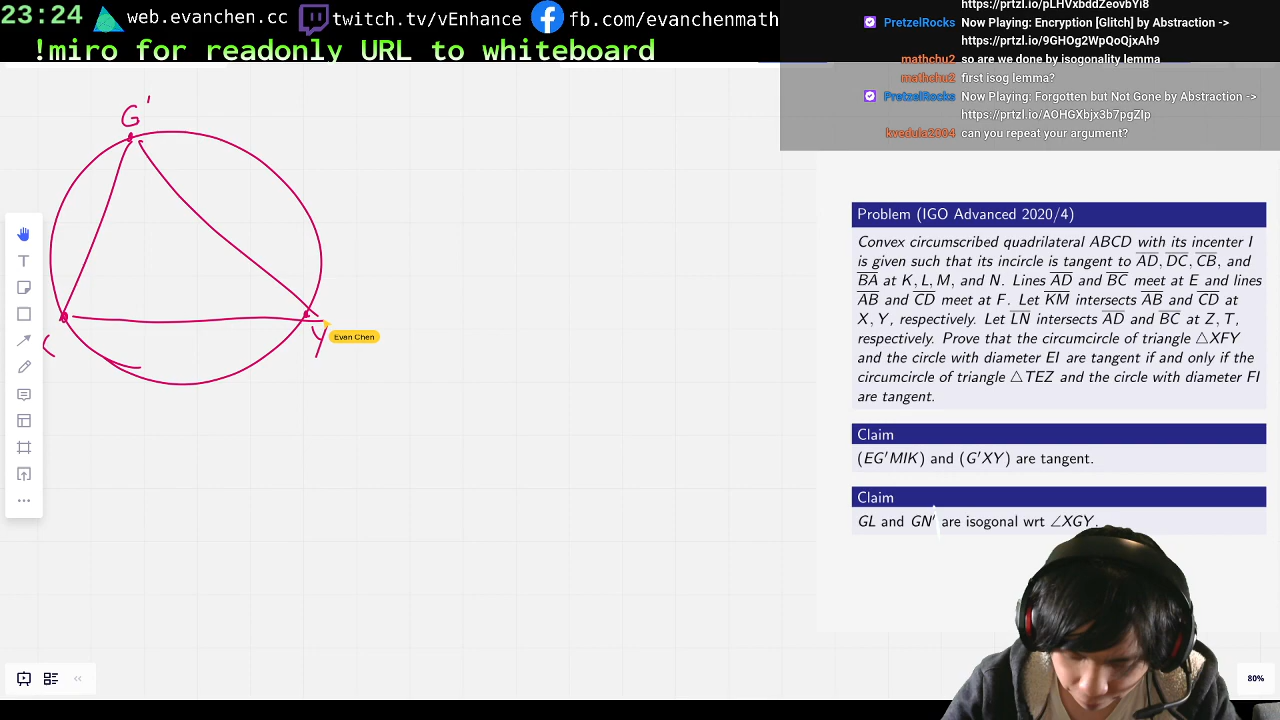 23:24 web.evanchen.cc twitch.tv/vEnhance fb.com/evanchenmath
!miro for readonly URL to whiteboard
https://prtzl.io/pLHVXbddZeovbYi8
PretzelRocks Now Playing: Encryption [Glitch] by Abstraction ->
https://prtzl.io/9GHOg2WpQoQjxAh9
mathchu2 so are we done by isogonality lemma
mathchu2 first isog lemma?
PretzelRocks Now Playing: Forgotten but Not Gone by Abstraction ->
https://prtzl.io/AOHGXbjx3b7pgZIp
kvedula2004 can you repeat your argument?
G'
Y
Evan Chen
T
Problem (IGO Advanced 2020/4)
Convex circumscribed quadrilateral ABCD with its incenter I
is given such that its incircle is tangent to AD, DC, CB, and
BA at K, L, M, and N. Lines AD and BC meet at E and lines
AB and CD meet at F. Let KM intersects AB and CD at
X, Y, respectively. Let LN intersects AD and BC at Z, T,
respectively. Prove that the circumcircle of triangle △XFY
and the circle with diameter EI are tangent if and only if the
circumcircle of triangle △TEZ and the circle with diameter FI
are tangent.
Claim
(EG'MIK) and (G'XY) are tangent.
Claim
GL and GN' are isogonal wrt ∠XGY.
80%